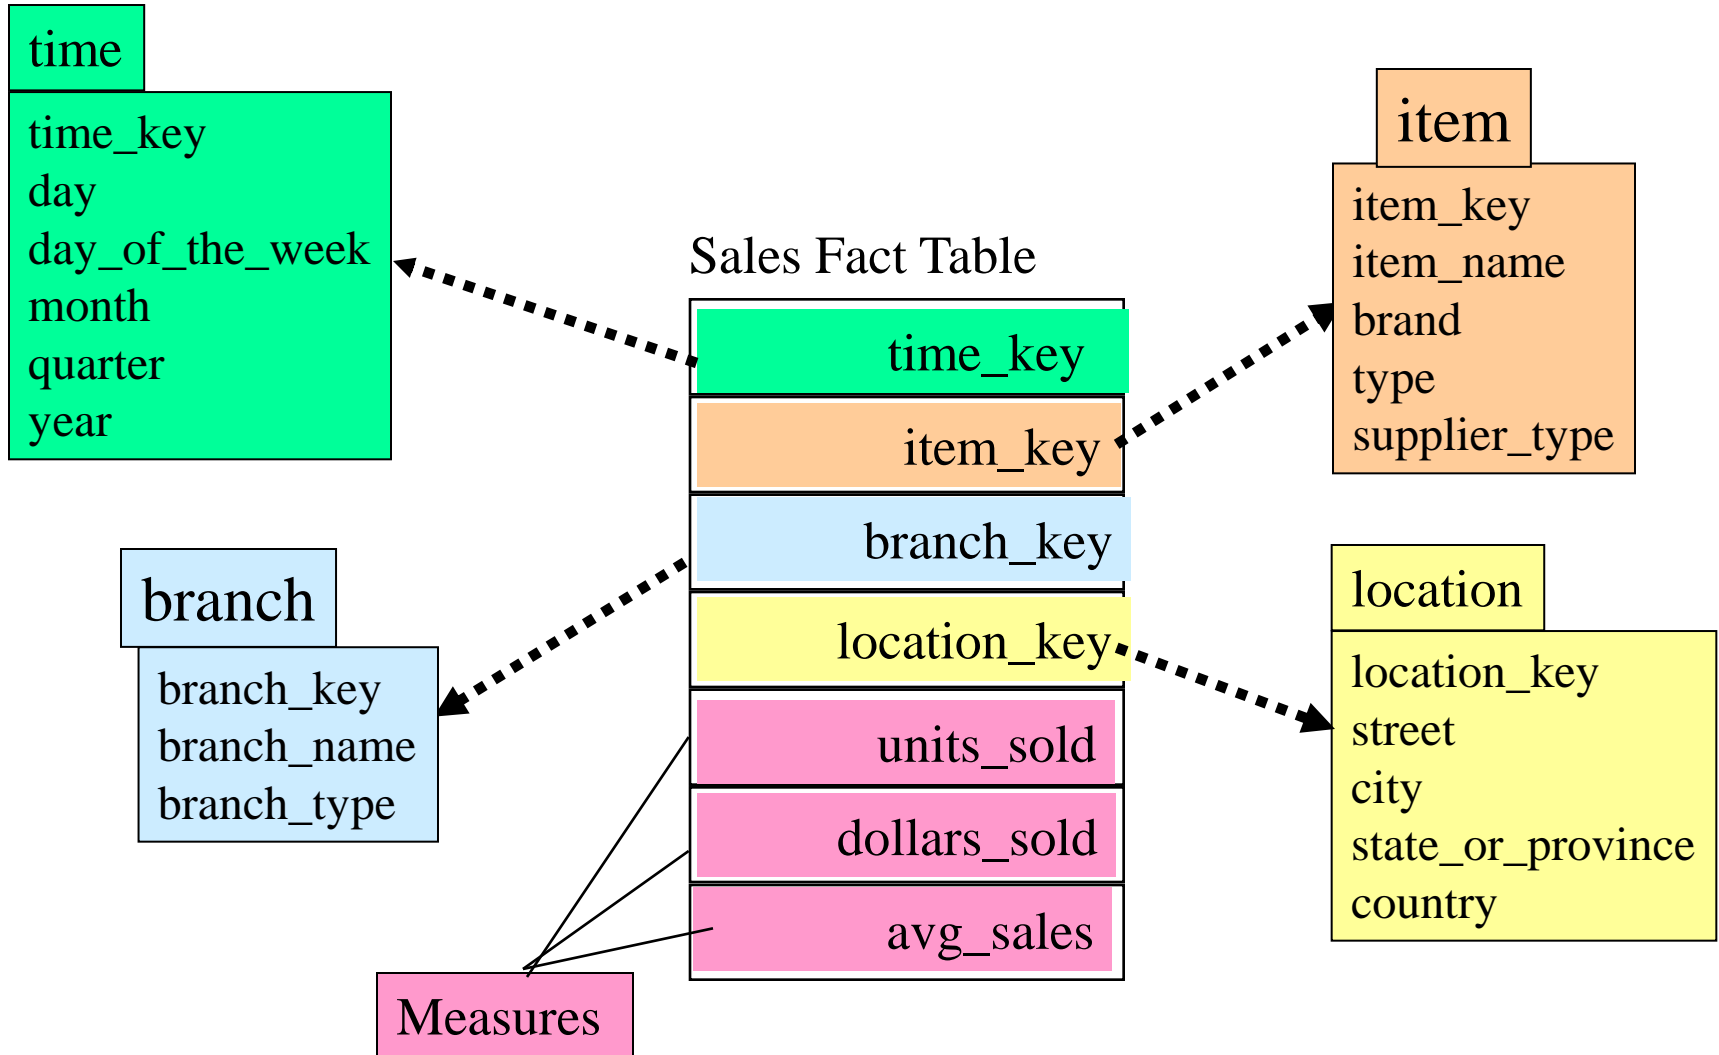 time
time_key
day
day_of_the_week
month
quarter
year
item
item_key
item_name
brand
type
supplier_type
Sales Fact Table
time_key
item_key
branch_key
location_key
units_sold
dollars_sold
avg_sales
branch
branch_key
branch_name
branch_type
location
location_key
street
city
state_or_province
country
Measures